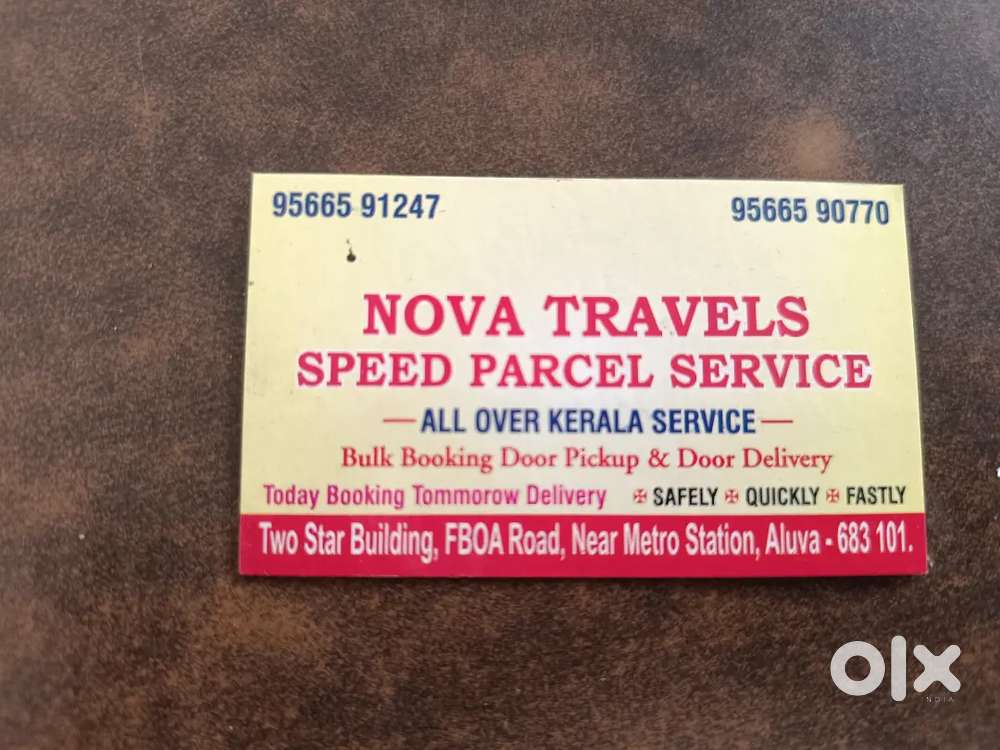 95665 91247
95665 90770
NOVA TRAVELS
SPEED PARCEL SERVICE
— ALL OVER KERALA SERVICE —
Bulk Booking Door Pickup & Door Delivery
Today Booking Tommorow Delivery ✠ SAFELY ✠ QUICKLY ✠ FASTLY
Two Star Building, FBOA Road, Near Metro Station, Aluva - 683 101.
olx
INDIA